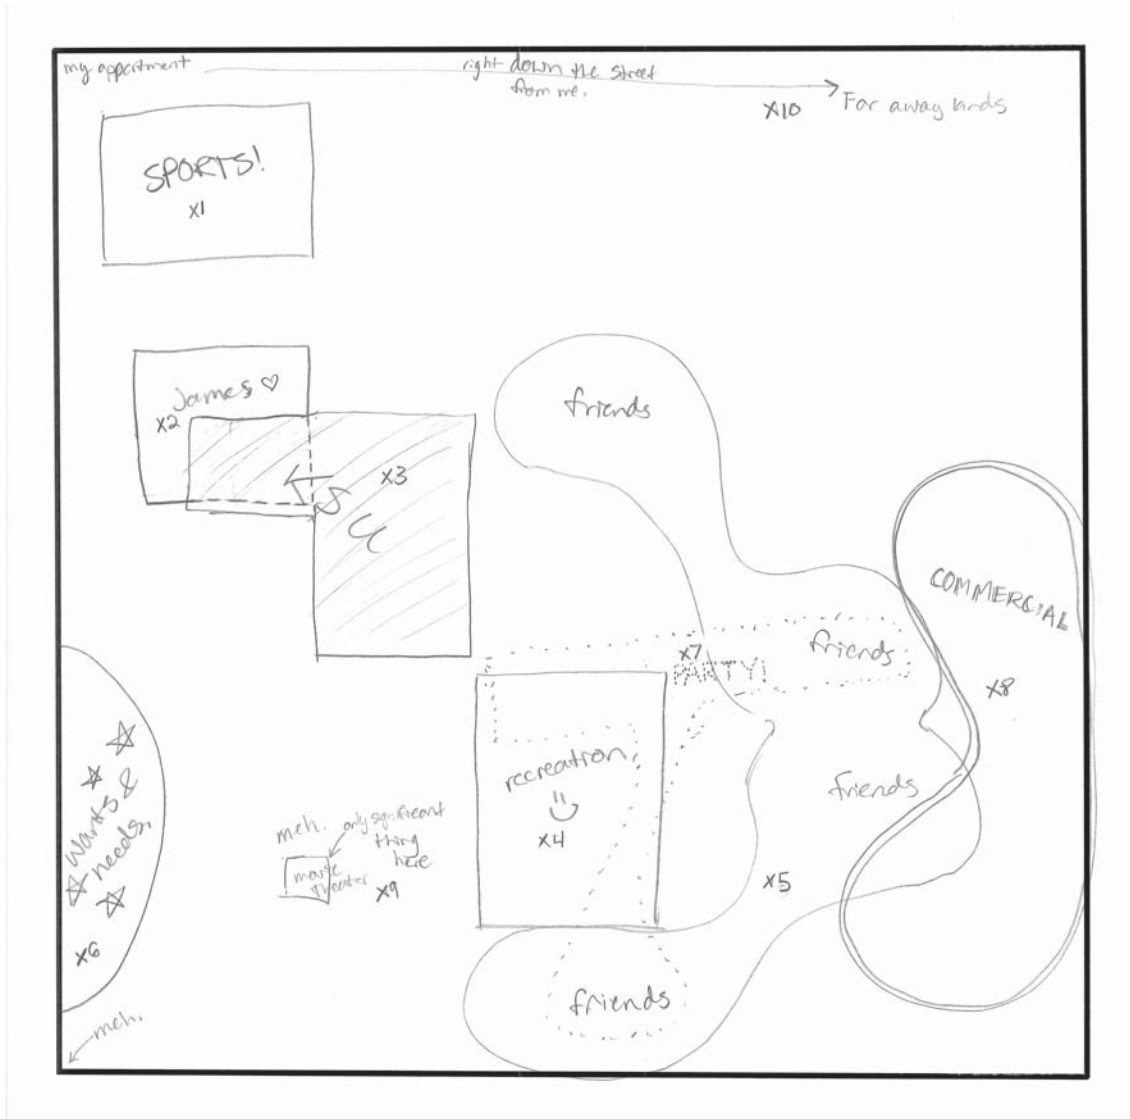 my appartment
right down the street
from me.
X10
Far away lands
SPORTS!
X1
James ♡
X2
X3
friends
COMMERCIAL
X8
X7
PARTY!
friends
recreation
X4
friends
X5
wants &
needs.
X6
meh.
only significant
thing
here
movie
theater
X9
friends
meh.